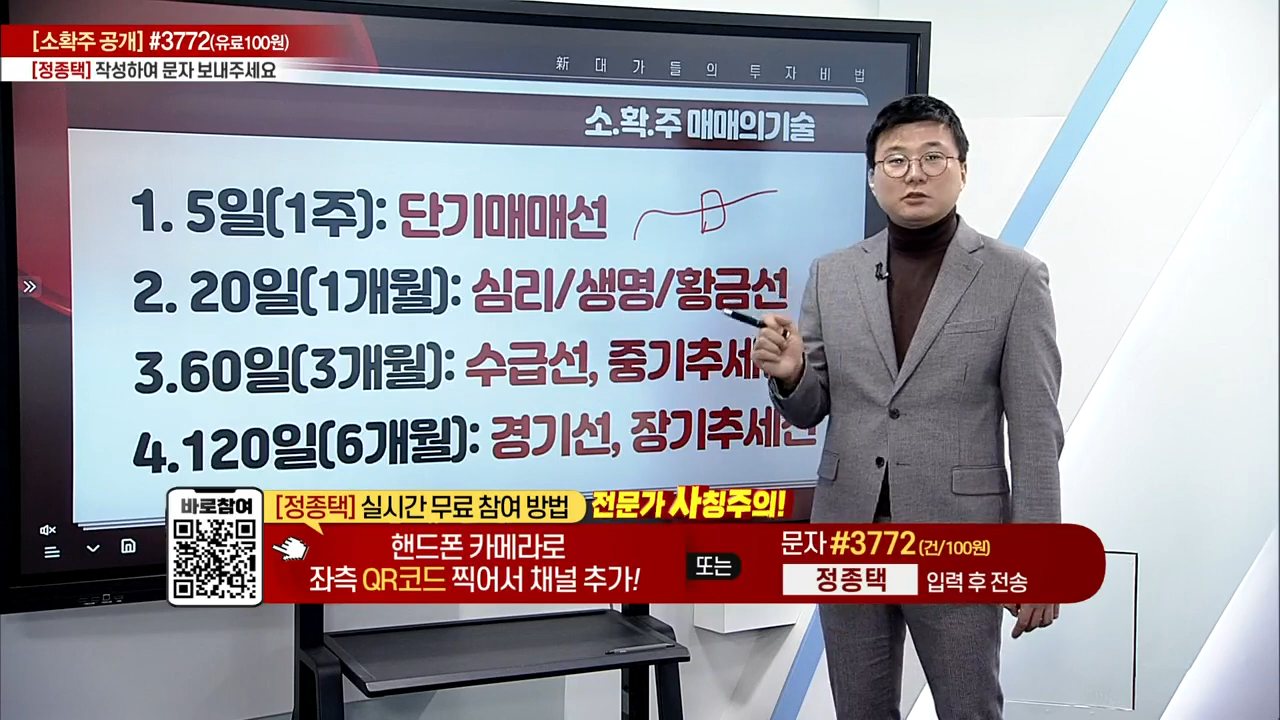 [소확주 공개] #3772(유료100원)
[정종택] 작성하여 문자 보내주세요
新 대 가 들 의 투 자 비 법
소.확.주 매매의기술
1. 5일(1주): 단기매매선
2. 20일(1개월): 심리/생명/황금선
3.60일(3개월): 수급선, 중기추세
4.120일(6개월): 경기선, 장기추세선
바로참여
[정종택] 실시간 무료 참여 방법
전문가 사칭주의!
핸드폰 카메라로
좌측 QR코드 찍어서 채널 추가!
또는
문자 #3772 (건/100원)
정종택 입력 후 전송